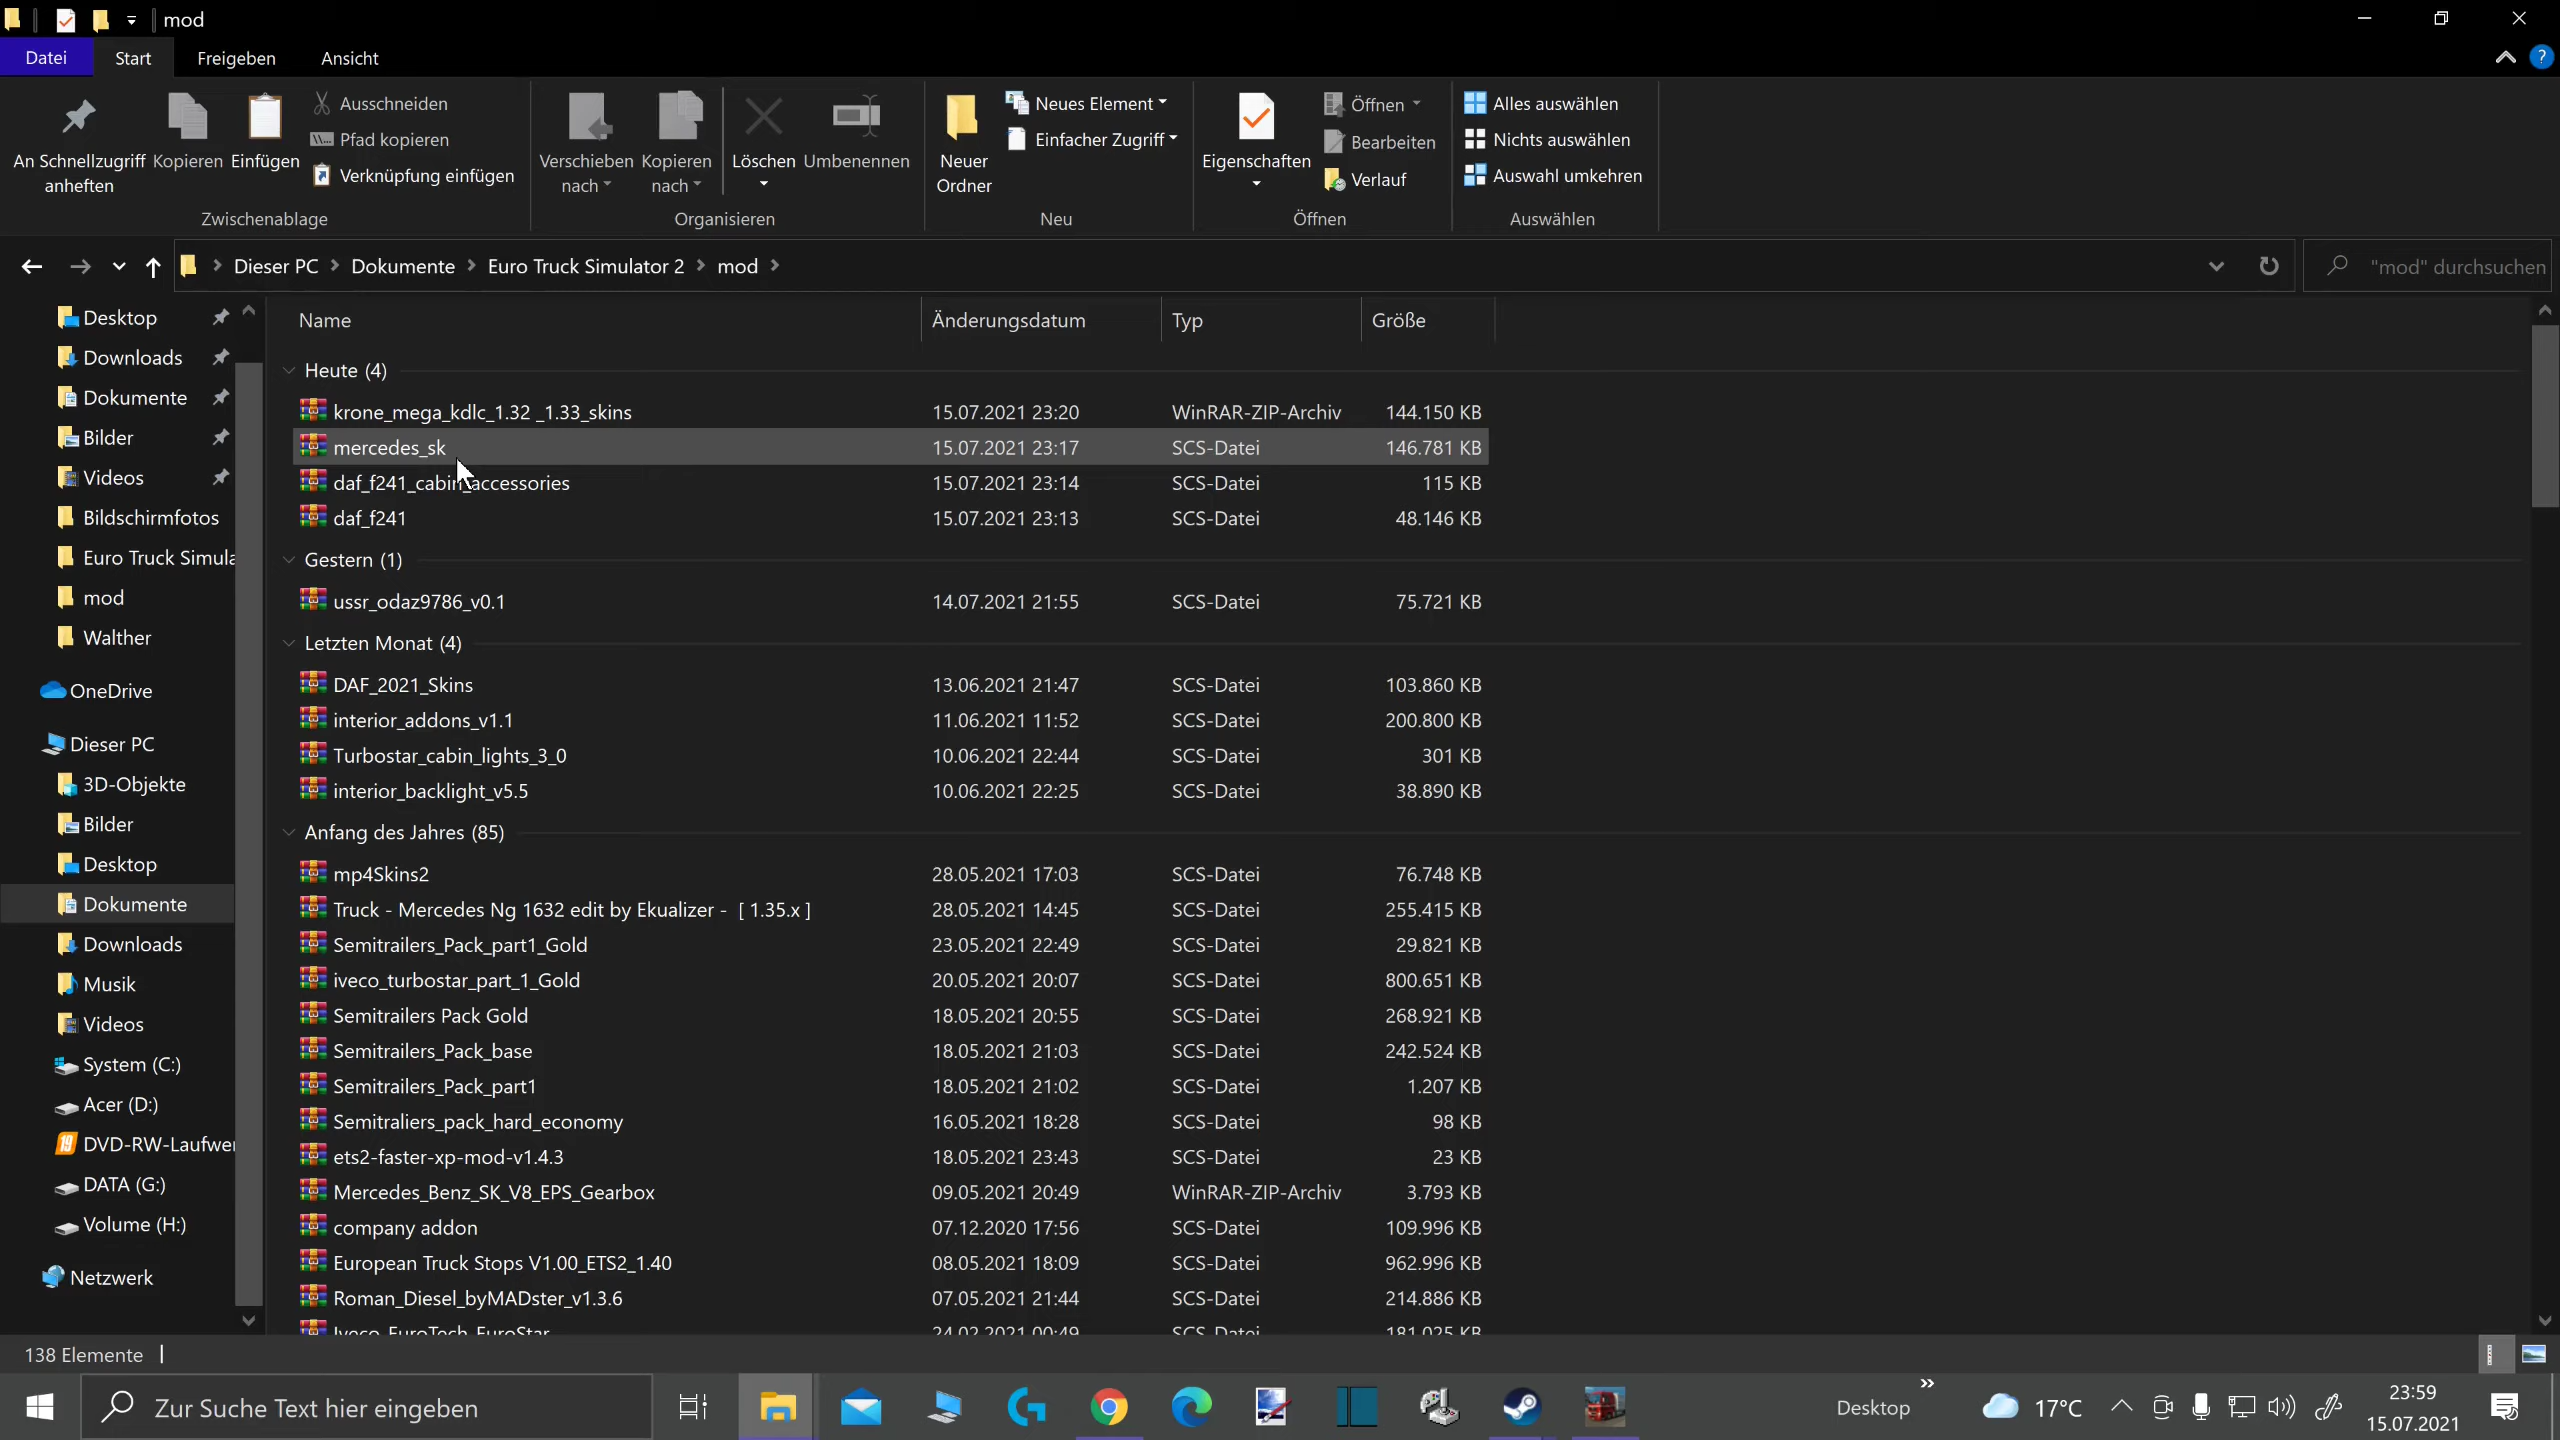 mod
Datei Start Freigeben Ansicht
An Schnellzugriff anheften
Kopieren
Einfügen
Ausschneiden
Pfad kopieren
Verknüpfung einfügen
Zwischenablage
Verschieben nach
Kopieren nach
Löschen
Umbenennen
Organisieren
Neuer Ordner
Neues Element
Einfacher Zugriff
Neu
Eigenschaften
Öffnen
Bearbeiten
Verlauf
Öffnen
Alles auswählen
Nichts auswählen
Auswahl umkehren
Auswählen
Dieser PC > Dokumente > Euro Truck Simulator 2 > mod >
"mod" durchsuchen
Desktop
Downloads
Dokumente
Bilder
Videos
Bildschirmfotos
Euro Truck Simula
mod
Walther
OneDrive
Dieser PC
3D-Objekte
Bilder
Desktop
Dokumente
Downloads
Musik
Videos
System (C:)
Acer (D:)
DVD-RW-Laufwer
DATA (G:)
Volume (H:)
Netzwerk
Name Änderungsdatum Typ Größe
Heute (4)
krone_mega_kdlc_1.32 _1.33_skins 15.07.2021 23:20 WinRAR-ZIP-Archiv 144.150 KB
mercedes_sk 15.07.2021 23:17 SCS-Datei 146.781 KB
daf_f241_cabin_accessories 15.07.2021 23:14 SCS-Datei 115 KB
daf_f241 15.07.2021 23:13 SCS-Datei 48.146 KB
Gestern (1)
ussr_odaz9786_v0.1 14.07.2021 21:55 SCS-Datei 75.721 KB
Letzten Monat (4)
DAF_2021_Skins 13.06.2021 21:47 SCS-Datei 103.860 KB
interior_addons_v1.1 11.06.2021 11:52 SCS-Datei 200.800 KB
Turbostar_cabin_lights_3_0 10.06.2021 22:44 SCS-Datei 301 KB
interior_backlight_v5.5 10.06.2021 22:25 SCS-Datei 38.890 KB
Anfang des Jahres (85)
mp4Skins2 28.05.2021 17:03 SCS-Datei 76.748 KB
Truck - Mercedes Ng 1632 edit by Ekualizer - [ 1.35.x ] 28.05.2021 14:45 SCS-Datei 255.415 KB
Semitrailers_Pack_part1_Gold 23.05.2021 22:49 SCS-Datei 29.821 KB
iveco_turbostar_part_1_Gold 20.05.2021 20:07 SCS-Datei 800.651 KB
Semitrailers Pack Gold 18.05.2021 20:55 SCS-Datei 268.921 KB
Semitrailers_Pack_base 18.05.2021 21:03 SCS-Datei 242.524 KB
Semitrailers_Pack_part1 18.05.2021 21:02 SCS-Datei 1.207 KB
Semitraliers_pack_hard_economy 16.05.2021 18:28 SCS-Datei 98 KB
ets2-faster-xp-mod-v1.4.3 18.05.2021 23:43 SCS-Datei 23 KB
Mercedes_Benz_SK_V8_EPS_Gearbox 09.05.2021 20:49 WinRAR-ZIP-Archiv 3.793 KB
company addon 07.12.2020 17:56 SCS-Datei 109.996 KB
European Truck Stops V1.00_ETS2_1.40 08.05.2021 18:09 SCS-Datei 962.996 KB
Roman_Diesel_byMADster_v1.3.6 07.05.2021 21:44 SCS-Datei 214.886 KB
Iveco_EuroTech_EuroStar 24.02.2021 00:49 SCS-Datei 181.025 KB
138 Elemente
Zur Suche Text hier eingeben
Desktop
17°C
23:59
15.07.2021